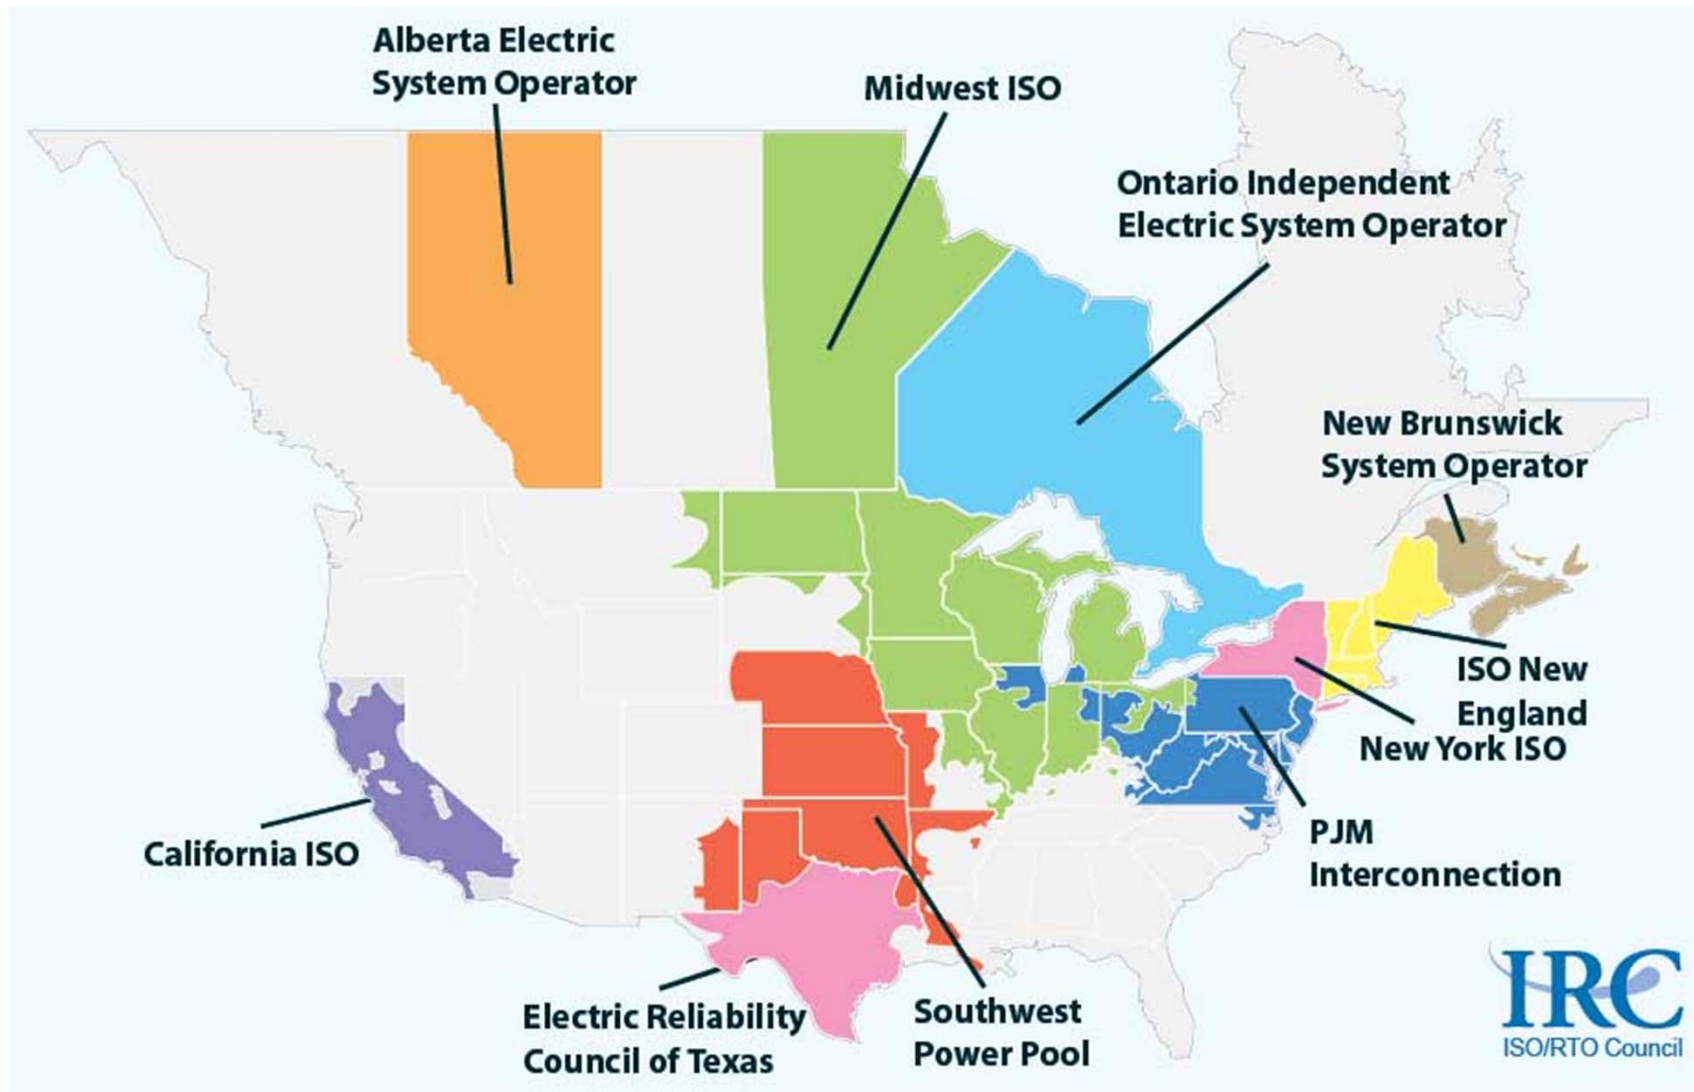 Alberta Electric
System Operator
Midwest ISO
Ontario Independent
Electric System Operator
New Brunswick
System Operator
ISO New
England
New York ISO
PJM
Interconnection
California ISO
Electric Reliability
Council of Texas
Southwest
Power Pool
IRC
ISO/RTO Council